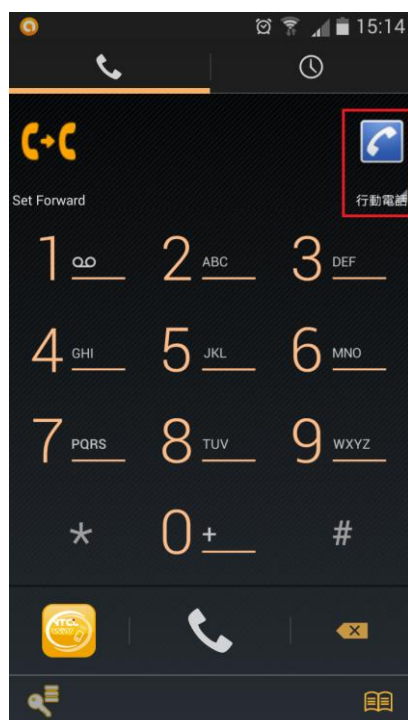 15:14
Set Forward
行動電話
1
2 ABC
3 DEF
4 GHI
5 JKL
6 MNO
7 PQRS
8 TUV
9 WXYZ
*
0 +
#